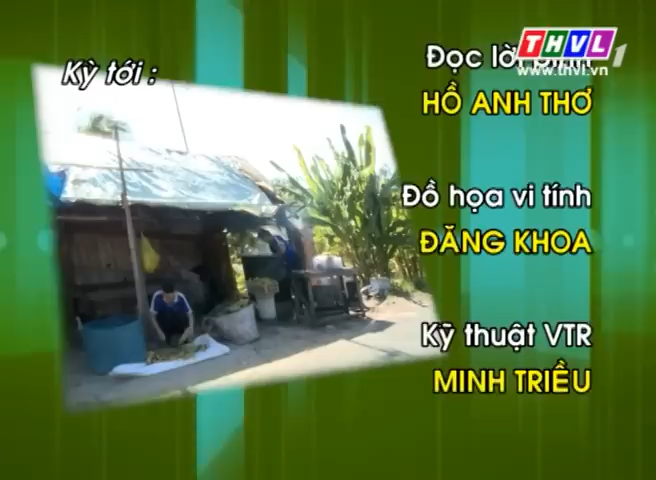 Kỳ tới :
Đọc lời bình
HỒ ANH THƠ
Đồ họa vi tính
ĐĂNG KHOA
Kỹ thuật VTR
MINH TRIỀU
THVL1
www.thvl.vn